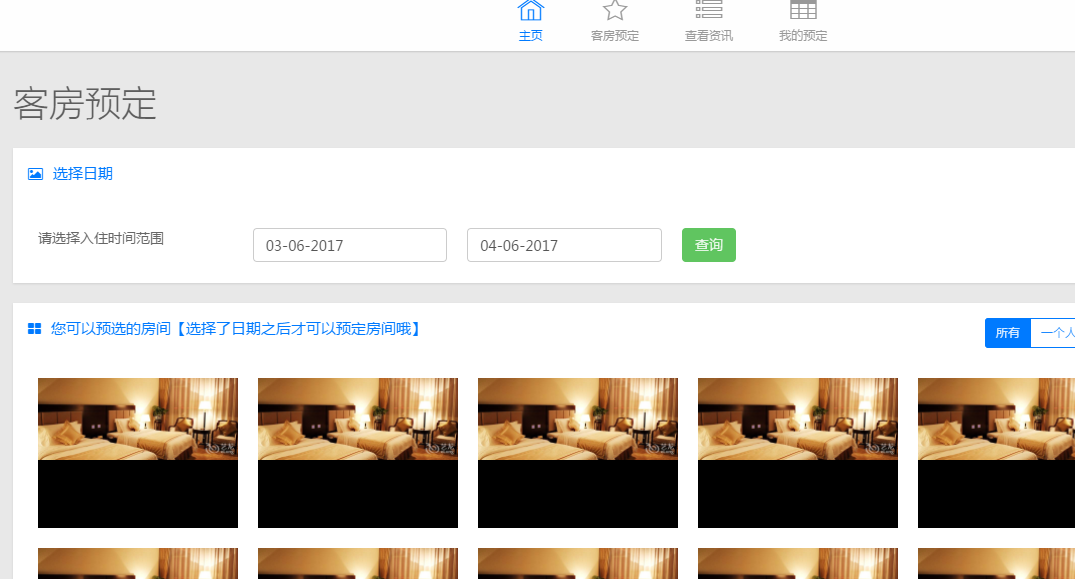 主页
客房预定
查看资讯
我的预定
客房预定
选择日期
请选择入住时间范围
03-06-2017
04-06-2017
查询
您可以预选的房间【选择了日期之后才可以预定房间哦】
所有
一个人